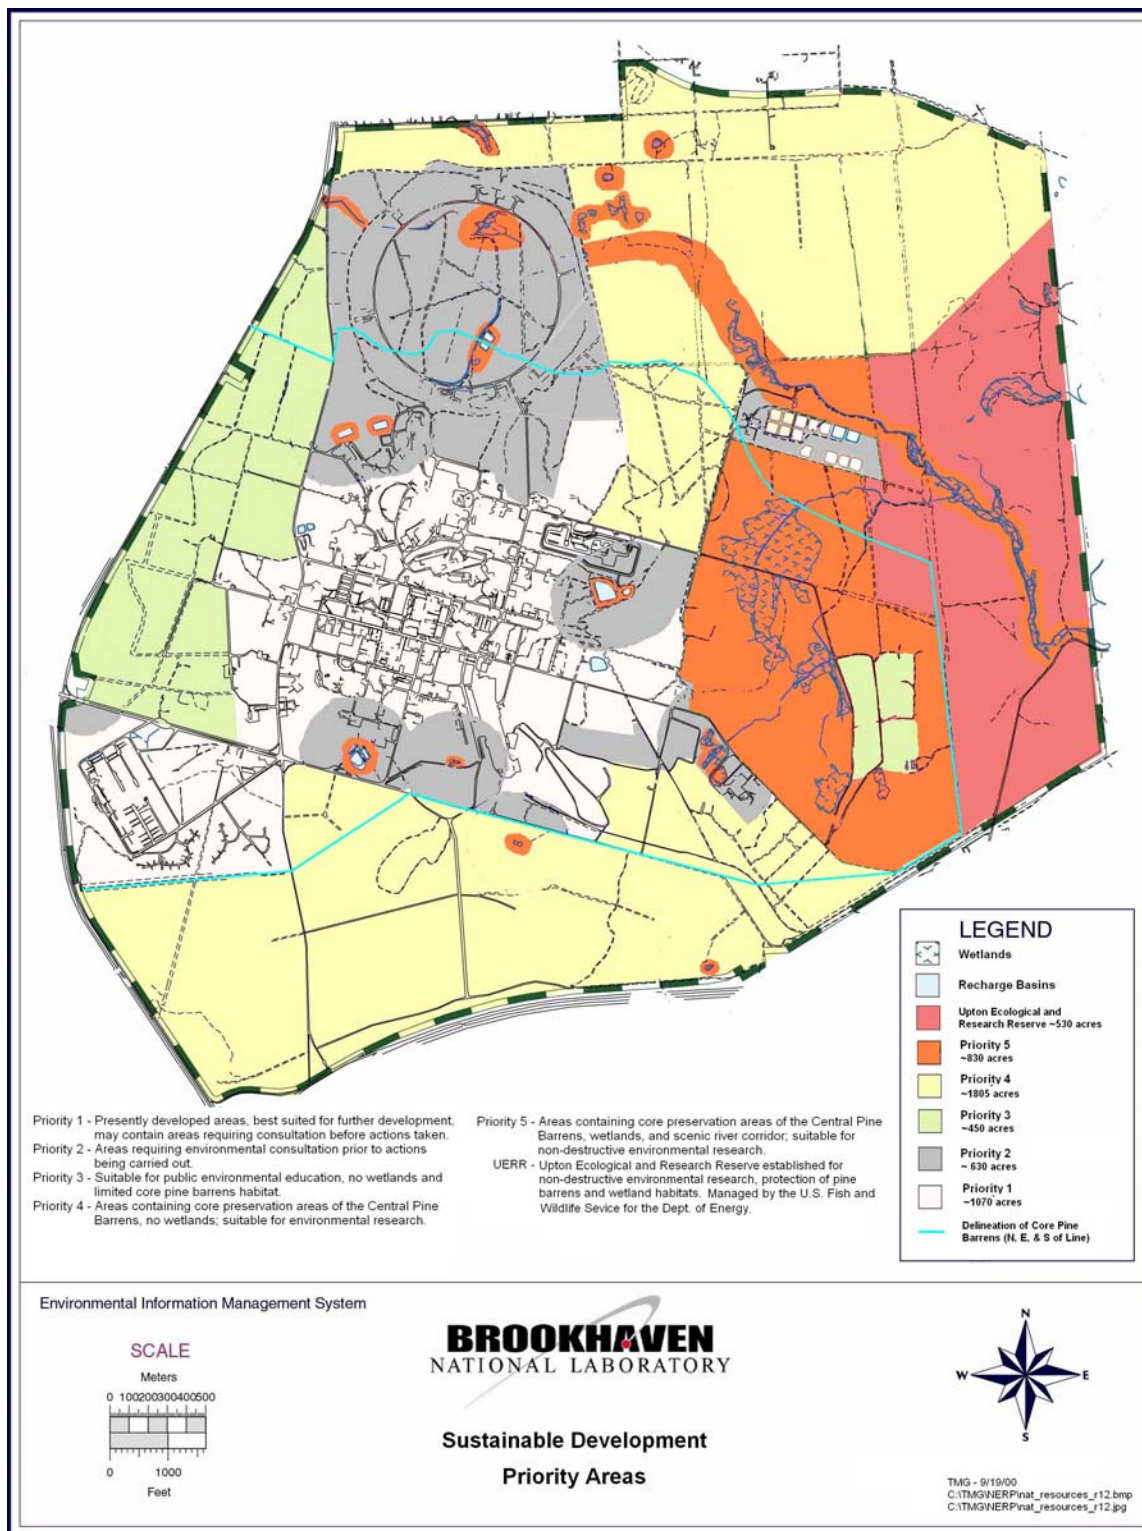 LEGEND
Wetlands
Recharge Basins
Upton Ecological and
Research Reserve ~530 acres
Priority 5
~830 acres
Priority 4
~1805 acres
Priority 3
~450 acres
Priority 2
~ 630 acres
Priority 1
~1070 acres
Delineation of Core Pine
Barrens (N, E, & S of Line)
Priority 1 - Presently developed areas, best suited for further development,
may contain areas requiring consultation before actions taken.
Priority 2 - Areas requiring environmental consultation prior to actions
being carried out.
Priority 3 - Suitable for public environmental education, no wetlands and
limited core pine barrens habitat.
Priority 4 - Areas containing core preservation areas of the Central Pine
Barrens, no wetlands; suitable for environmental research.
Priority 5 - Areas containing core preservation areas of the Central Pine
Barrens, wetlands, and scenic river corridor; suitable for
non-destructive environmental research.
UERR - Upton Ecological and Research Reserve established for
non-destructive environmental research, protection of pine
barrens and wetland habitats. Managed by the U.S. Fish and
Wildlife Sevice for the Dept. of Energy.
Environmental Information Management System
SCALE
Meters
0 100200300400500
0 1000
Feet
BROOKHAVEN
NATIONAL LABORATORY
Sustainable Development
Priority Areas
N
W E
S
TMG - 9/19/00
C:\TMG\NERP\nat_resources_r12.bmp
C:\TMG\NERP\nat_resources_r12.jpg